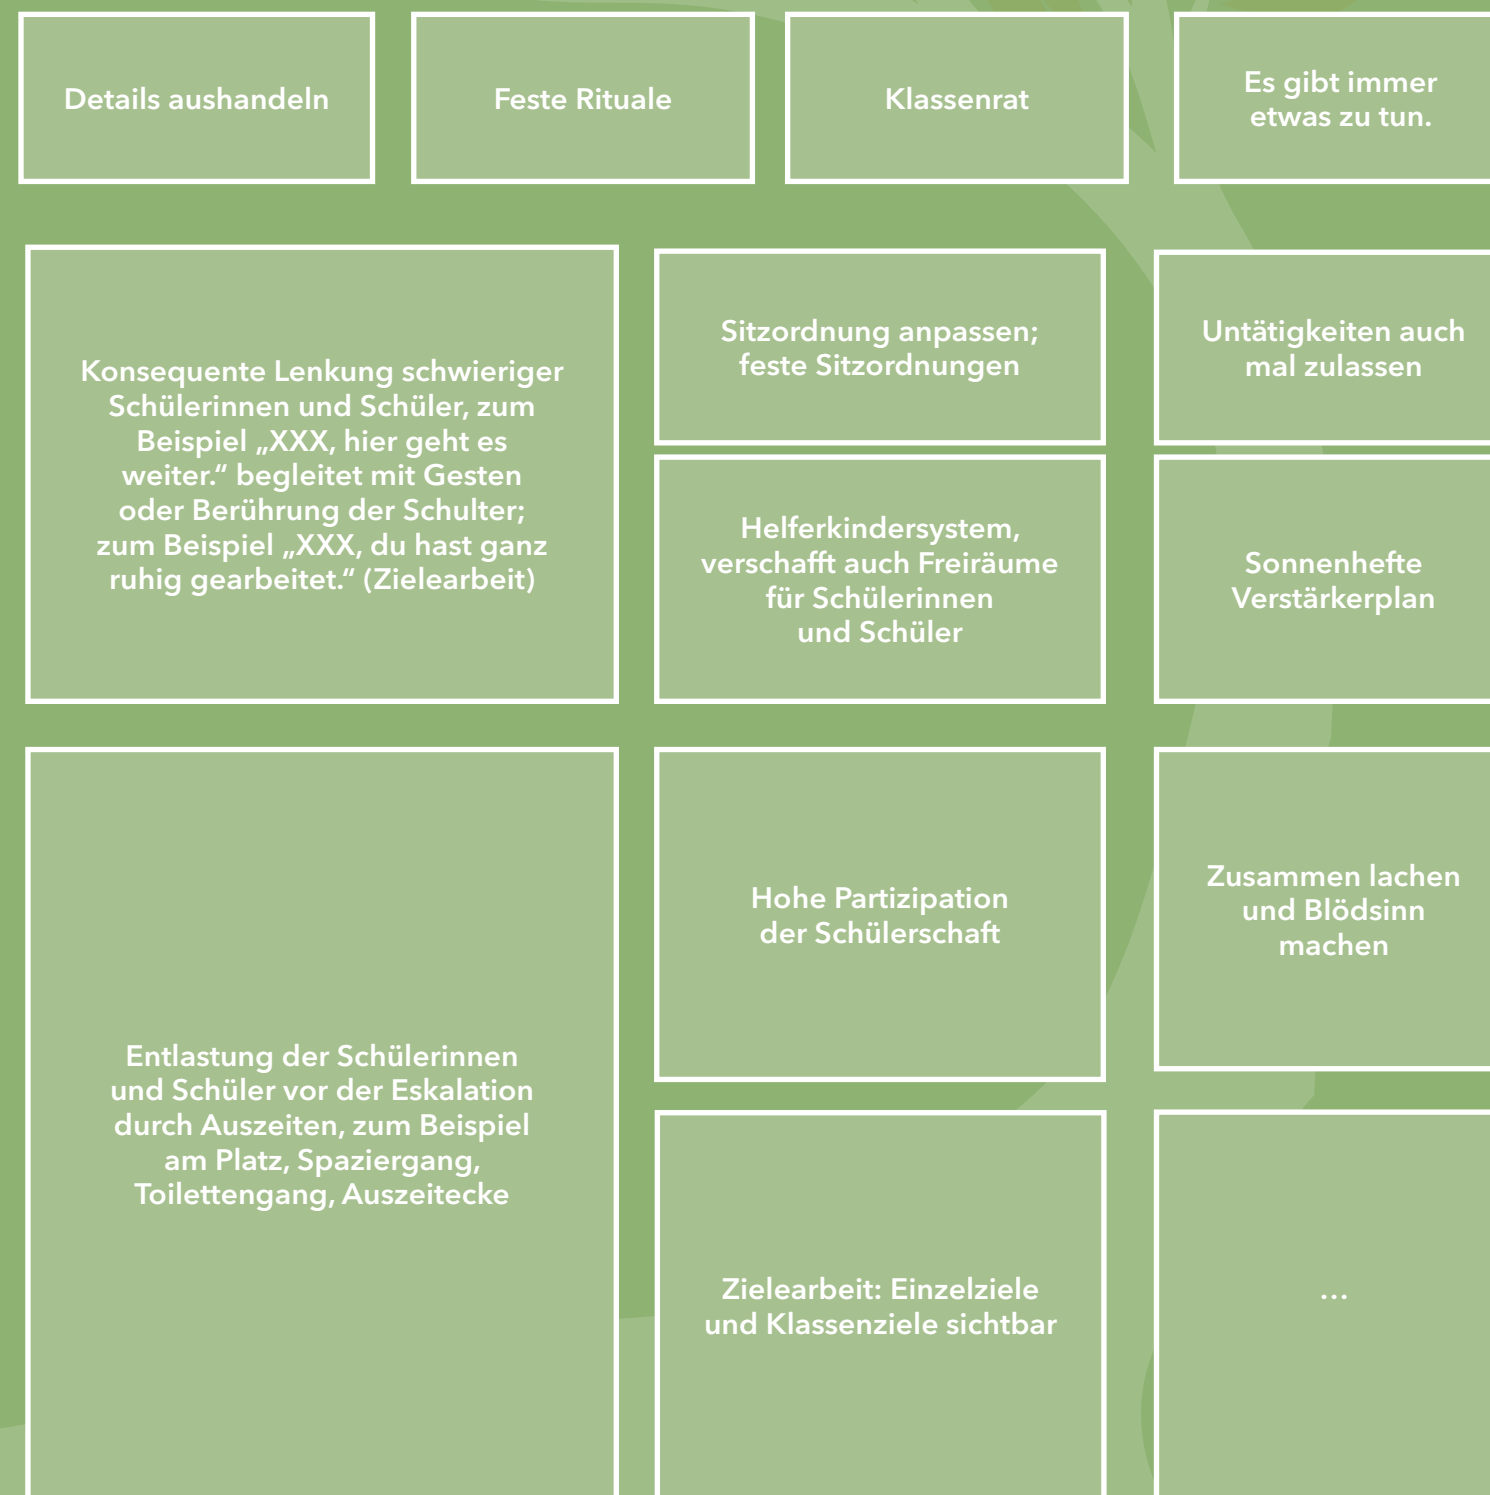 Details aushandeln
Feste Rituale
Klassenrat
Es gibt immer
etwas zu tun.
Konsequente Lenkung schwieriger
Schülerinnen und Schüler, zum
Beispiel „XXX, hier geht es
weiter.“ begleitet mit Gesten
oder Berührung der Schulter;
zum Beispiel „XXX, du hast ganz
ruhig gearbeitet.“ (Zielearbeit)
Sitzordnung anpassen;
feste Sitzordnungen
Untätigkeiten auch
mal zulassen
Helferkindersystem,
verschafft auch Freiräume
für Schülerinnen
und Schüler
Sonnenhefte
Verstärkerplan
Entlastung der Schülerinnen
und Schüler vor der Eskalation
durch Auszeiten, zum Beispiel
am Platz, Spaziergang,
Toilettengang, Auszeitecke
Hohe Partizipation
der Schülerschaft
Zusammen lachen
und Blödsinn
machen
Zielearbeit: Einzelziele
und Klassenziele sichtbar
…